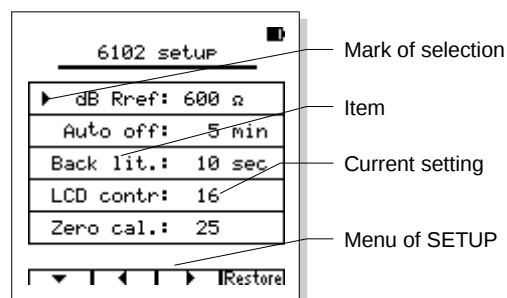 6102 setup
dB Rref: 600 Ω
Auto off: 5 min
Back lit.: 10 sec
LCD contr: 16
Zero cal.: 25
Restore
Mark of selection
Item
Current setting
Menu of SETUP